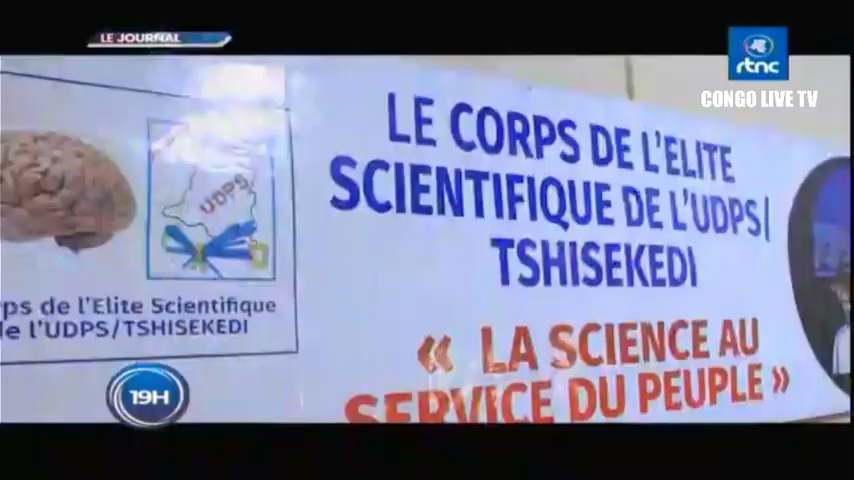 LE JOURNAL
rtnc
CONGO LIVE TV
LE CORPS DE L'ELITE
SCIENTIFIQUE DE L'UDPS/
TSHISEKEDI
« LA SCIENCE AU
SERVICE DU PEUPLE »
UDPS
rps de l'Elite Scientifique
e l'UDPS/TSHISEKEDI
19H